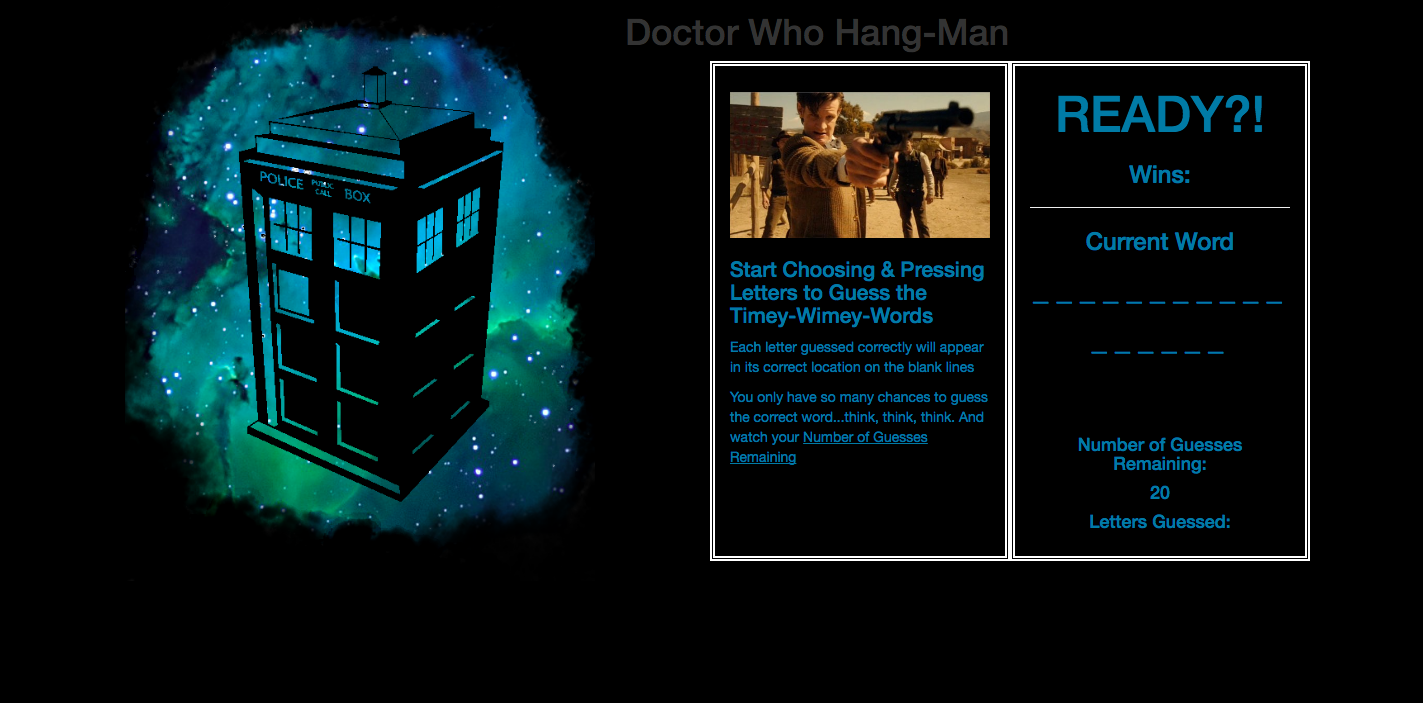 Doctor Who Hang-Man
POLICE PUBLIC CALL BOX
Start Choosing & Pressing
Letters to Guess the
Timey-Wimey-Words
Each letter guessed correctly will appear
in its correct location on the blank lines
You only have so many chances to guess
the correct word...think, think, think. And
watch your Number of Guesses
Remaining
READY?!
Wins:
Current Word
_ _ _ _ _ _ _ _ _ _ _
_ _ _ _ _ _
Number of Guesses
Remaining:
20
Letters Guessed: